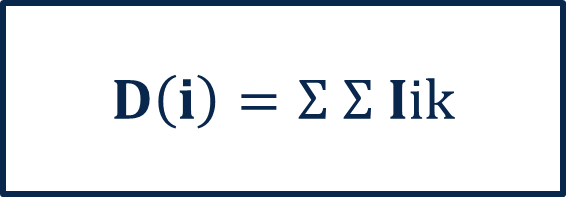 D(i) = Σ Σ Iik